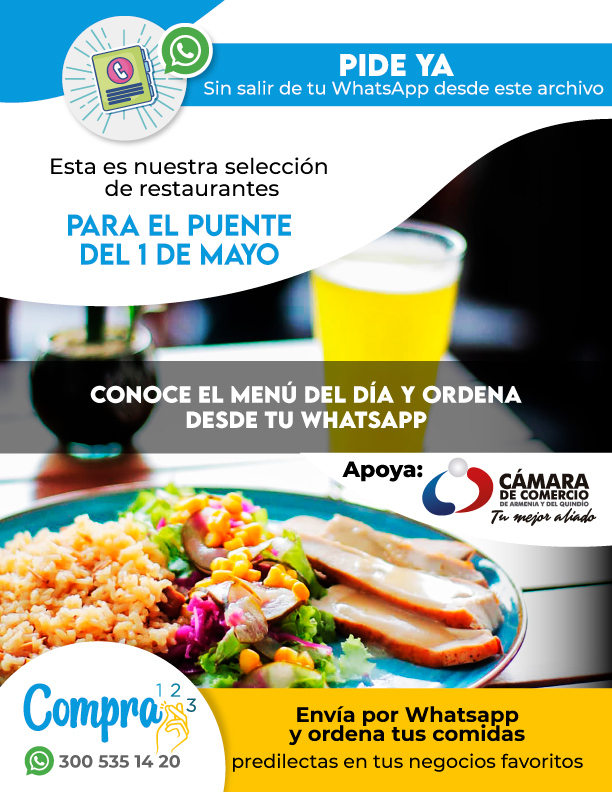 PIDE YA
Sin salir de tu WhatsApp desde este archivo
Esta es nuestra selección
de restaurantes
PARA EL PUENTE
DEL 1 DE MAYO
CONOCE EL MENÚ DEL DÍA Y ORDENA
DESDE TU WHATSAPP
Apoya:
CÁMARA
DE COMERCIO
DE ARMENIA Y DEL QUINDÍO
Tu mejor aliado
Compra 1 2 3
300 535 14 20
Envía por Whatsapp
y ordena tus comidas
predilectas en tus negocios favoritos